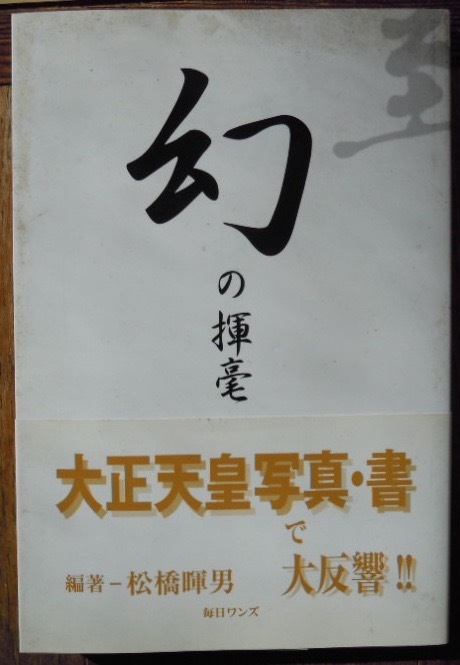 幻
の
揮毫
大正天皇写真・書
で
大反響!!
編著－松橋暉男
毎日ワンズ